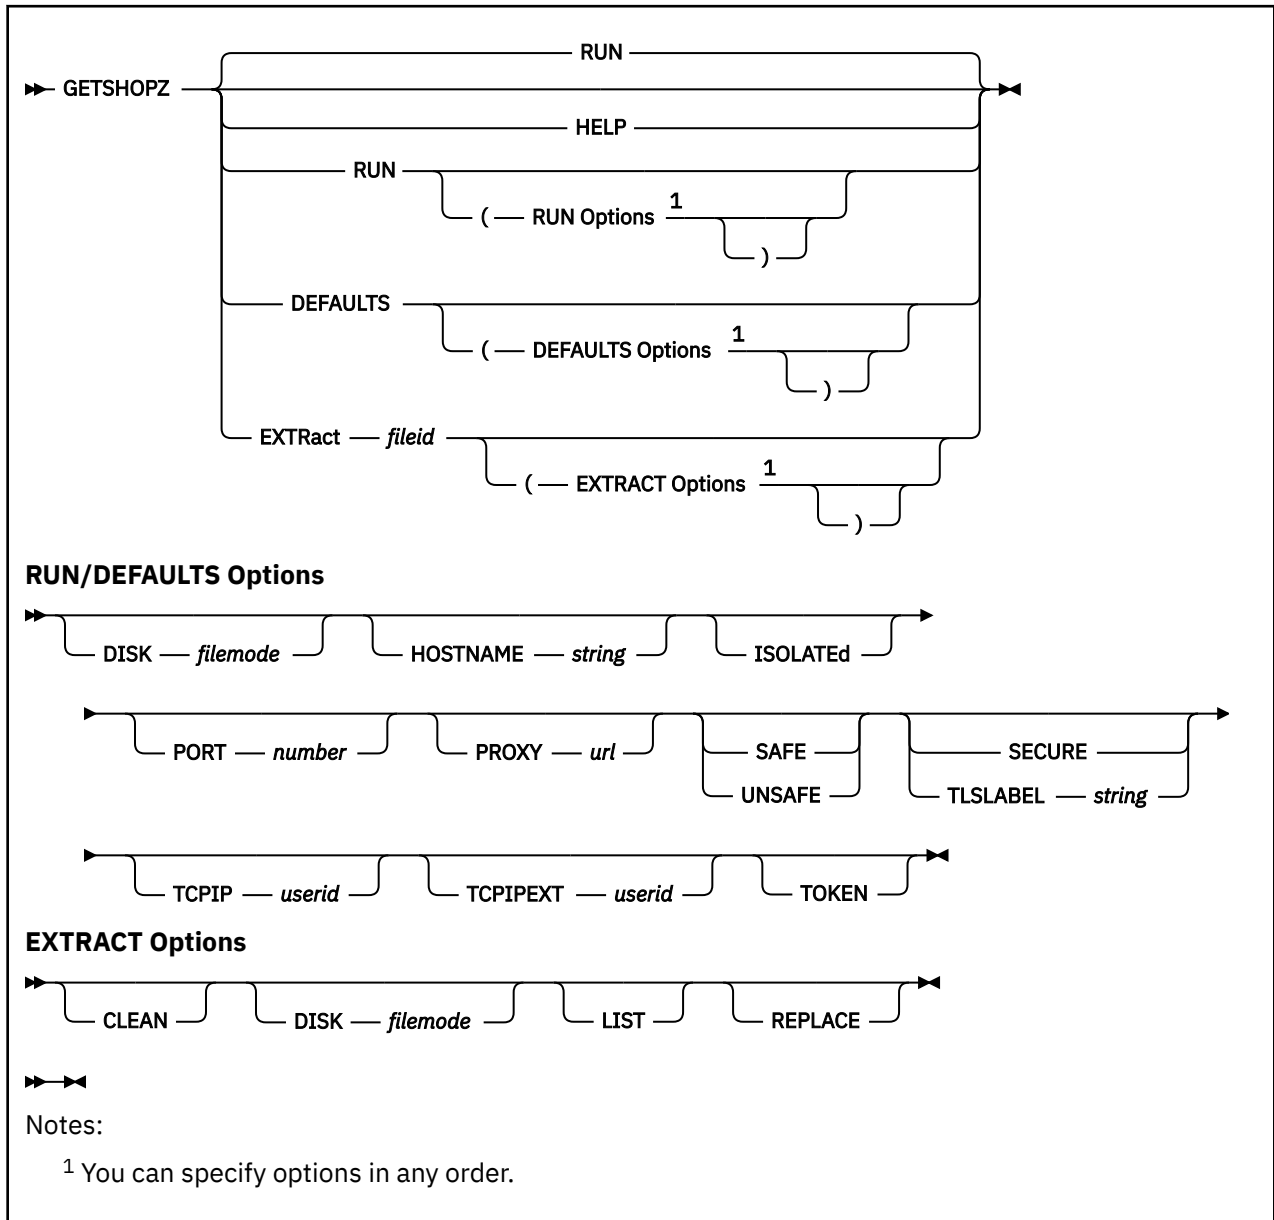 RUN
GETSHOPZ
HELP
RUN
( RUN Options 1
)
DEFAULTS
( DEFAULTS Options 1
)
EXTRact fileid
( EXTRACT Options 1
)
RUN/DEFAULTS Options
DISK filemode HOSTNAME string ISOLATEd
PORT number PROXY url SAFE SECURE
UNSAFE TLSLABEL string
TCPIP userid TCPIPEXT userid TOKEN
EXTRACT Options
CLEAN DISK filemode LIST REPLACE
Notes:
1 You can specify options in any order.